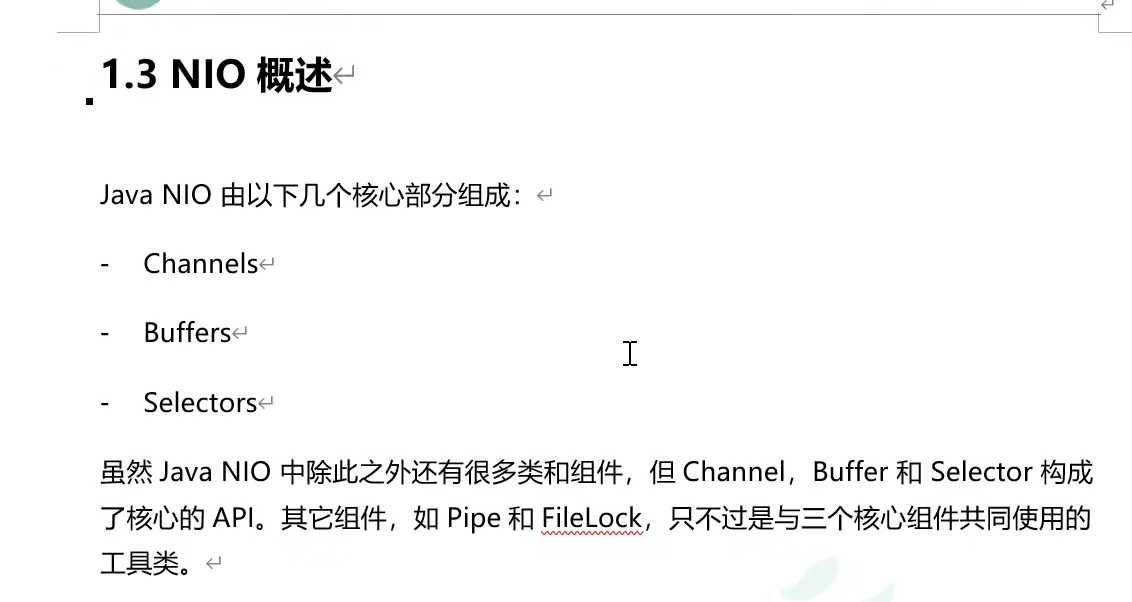 1.3 NIO 概述
Java NIO 由以下几个核心部分组成：
- Channels
- Buffers
- Selectors
虽然 Java NIO 中除此之外还有很多类和组件，但 Channel，Buffer 和 Selector 构成
了核心的 API。其它组件，如 Pipe 和 FileLock，只不过是与三个核心组件共同使用的
工具类。